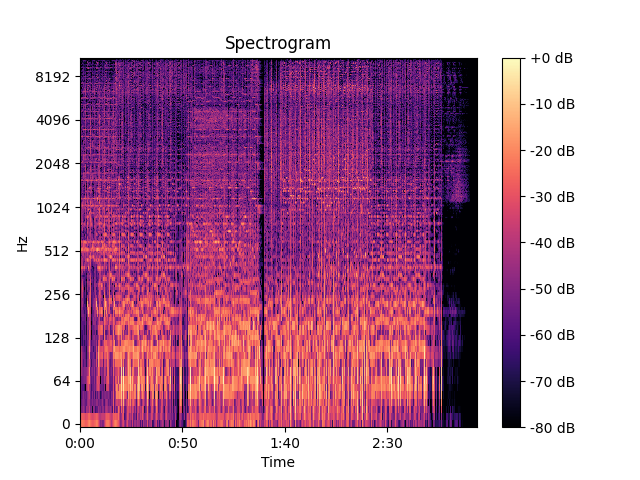 Spectrogram
8192
4096
2048
1024
512
256
128
64
0
Hz
0:00 0:50 1:40 2:30
Time
+0 dB
-10 dB
-20 dB
-30 dB
-40 dB
-50 dB
-60 dB
-70 dB
-80 dB